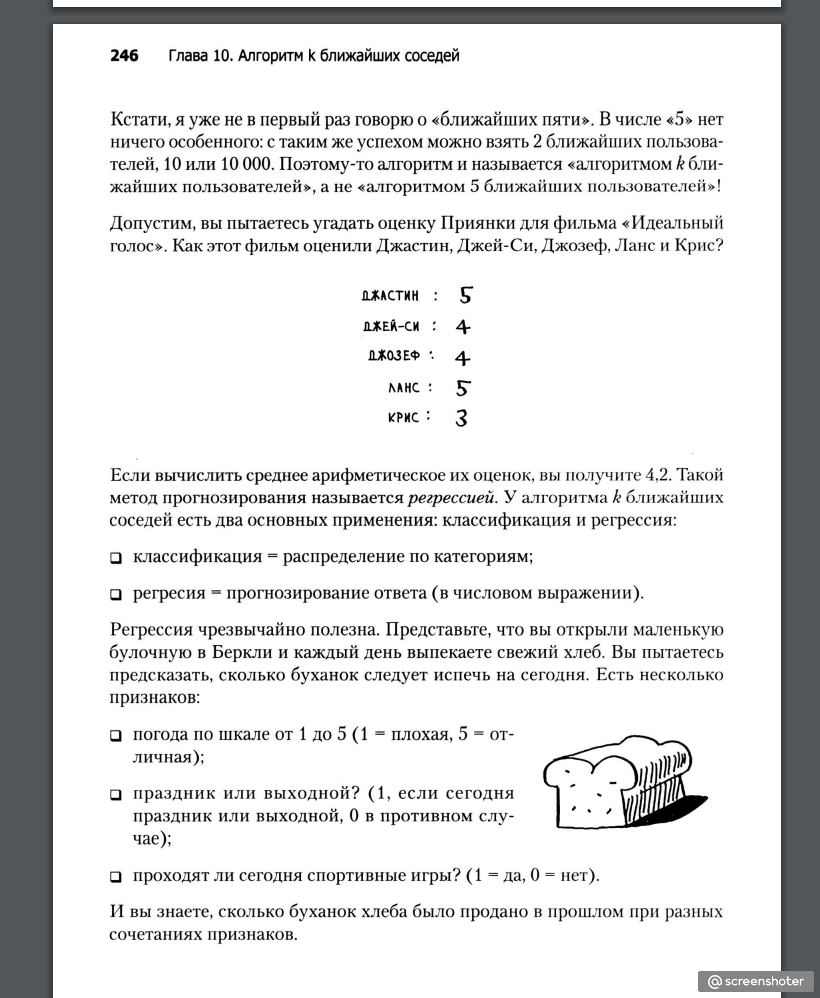 246 Глава 10. Алгоритм k ближайших соседей
Кстати, я уже не в первый раз говорю о «ближайших пяти». В числе «5» нет
ничего особенного: с таким же успехом можно взять 2 ближайших пользова-
телей, 10 или 10 000. Поэтому-то алгоритм и называется «алгоритмом k бли-
жайших пользователей», а не «алгоритмом 5 ближайших пользователей»!
Допустим, вы пытаетесь угадать оценку Приянки для фильма «Идеальный
голос». Как этот фильм оценили Джастин, Джей-Си, Джозеф, Ланс и Крис?
ДЖАСТИН : 5
ДЖЕЙ-СИ : 4
ДЖОЗЕФ : 4
ЛАНС : 5
КРИС : 3
Если вычислить среднее арифметическое их оценок, вы получите 4,2. Такой
метод прогнозирования называется регрессией. У алгоритма k ближайших
соседей есть два основных применения: классификация и регрессия:
❑ классификация = распределение по категориям;
❑ регресия = прогнозирование ответа (в числовом выражении).
Регрессия чрезвычайно полезна. Представьте, что вы открыли маленькую
булочную в Беркли и каждый день выпекаете свежий хлеб. Вы пытаетесь
предсказать, сколько буханок следует испечь на сегодня. Есть несколько
признаков:
❑ погода по шкале от 1 до 5 (1 = плохая, 5 = от-
личная);
❑ праздник или выходной? (1, если сегодня
праздник или выходной, 0 в противном слу-
чае);
❑ проходят ли сегодня спортивные игры? (1 = да, 0 = нет).
И вы знаете, сколько буханок хлеба было продано в прошлом при разных
сочетаниях признаков.
@screenshoter